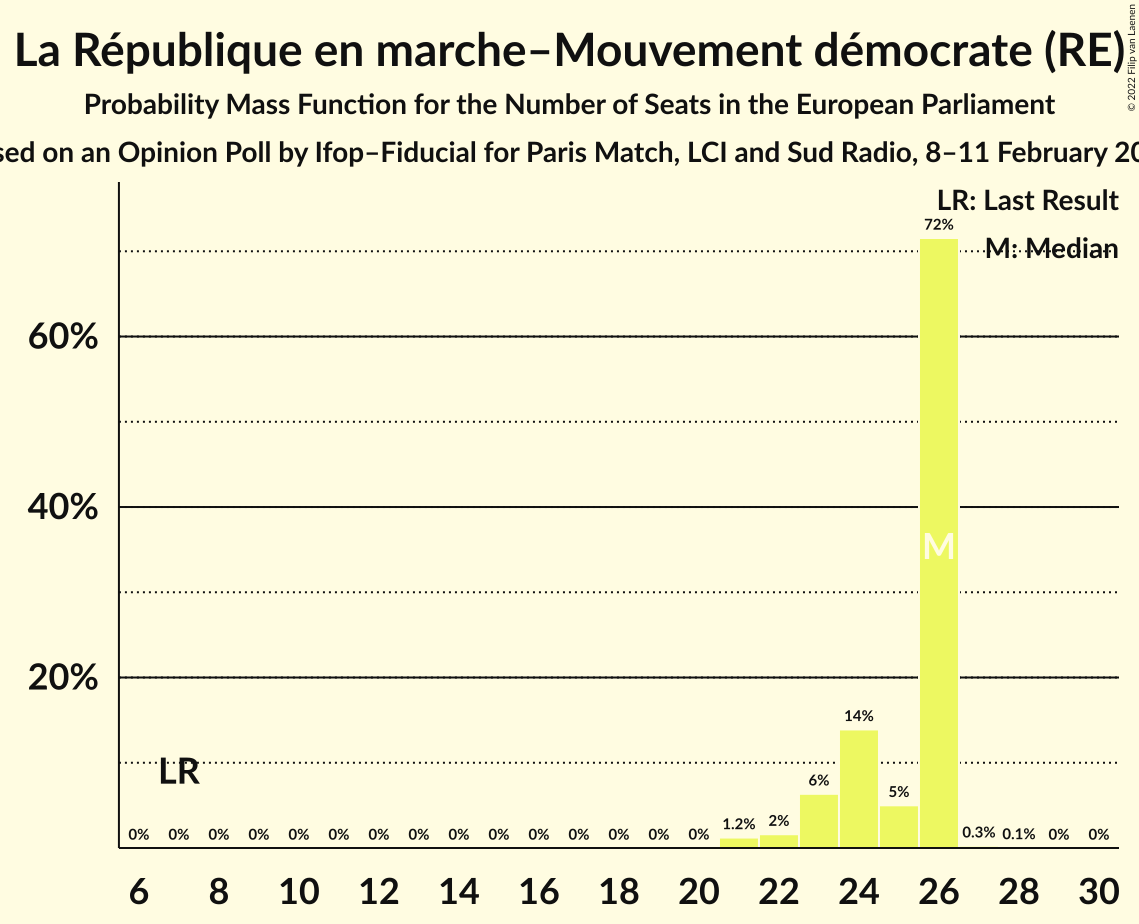 La République en marche–Mouvement démocrate (RE)
© 2022 Filip van Laenen
Probability Mass Function for the Number of Seats in the European Parliament
on an Opinion Poll by Ifop–Fiducial for Paris Match, LCI and Sud Radio, 8–11 February
LR: Last Result
72%
M: Median
60%
40%
M
20%
14%
LR
6%
5%
0% 0% 0% 0% 0% 0% 0% 0% 0% 0% 0% 0% 0% 0% 0% 1.2% 2% 0.3% 0.1% 0% 0%
6 8 10 12 14 16 18 20 22 24 26 28 30